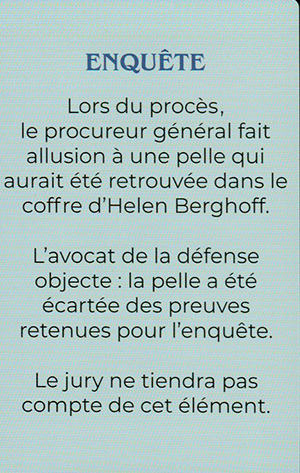 ENQUÊTE
Lors du procès,
le procureur général fait
allusion à une pelle qui
aurait été retrouvée dans le
coffre d'Helen Berghoff.
L'avocat de la défense
objecte : la pelle a été
écartée des preuves
retenues pour l'enquête.
Le jury ne tiendra pas
compte de cet élément.